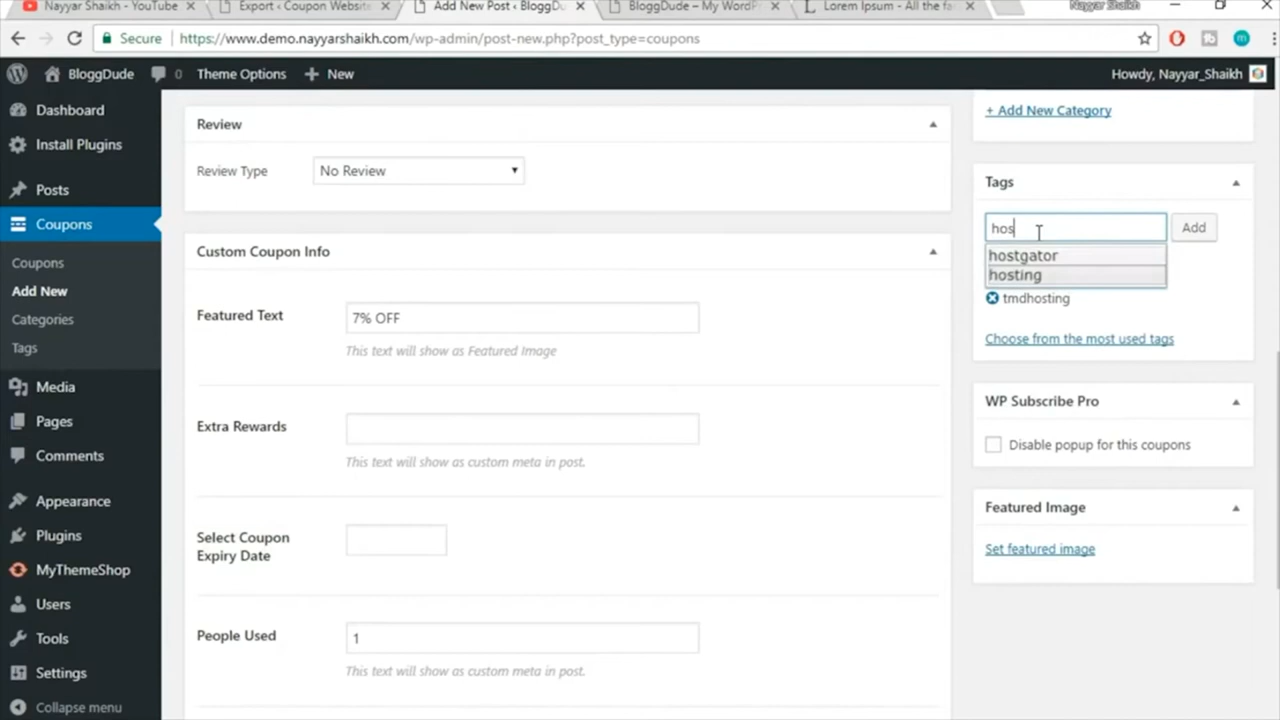 Nayyar Shaikh - YouTube
Export ‹ Coupon Website
Add New Post ‹ BloggDu
BloggDude – My WordP
Lorem Ipsum - All the fa
Nayyar Shaikh
Secure
https://www.demo.nayyarshaikh.com/wp-admin/post-new.php?post_type=coupons
BloggDude
0
Theme Options
New
Howdy, Nayyar_Shaikh
Dashboard
Install Plugins
Posts
Coupons
Coupons
Add New
Categories
Tags
Media
Pages
Comments
Appearance
Plugins
MyThemeShop
Users
Tools
Settings
Collapse menu
Review
Review Type
No Review
Custom Coupon Info
Featured Text
7% OFF
This text will show as Featured Image
Extra Rewards
This text will show as custom meta in post.
Select Coupon
Expiry Date
People Used
1
This text will show as custom meta in post.
+ Add New Category
Tags
hos
Add
hostgator
hosting
tmdhosting
Choose from the most used tags
WP Subscribe Pro
Disable popup for this coupons
Featured Image
Set featured image